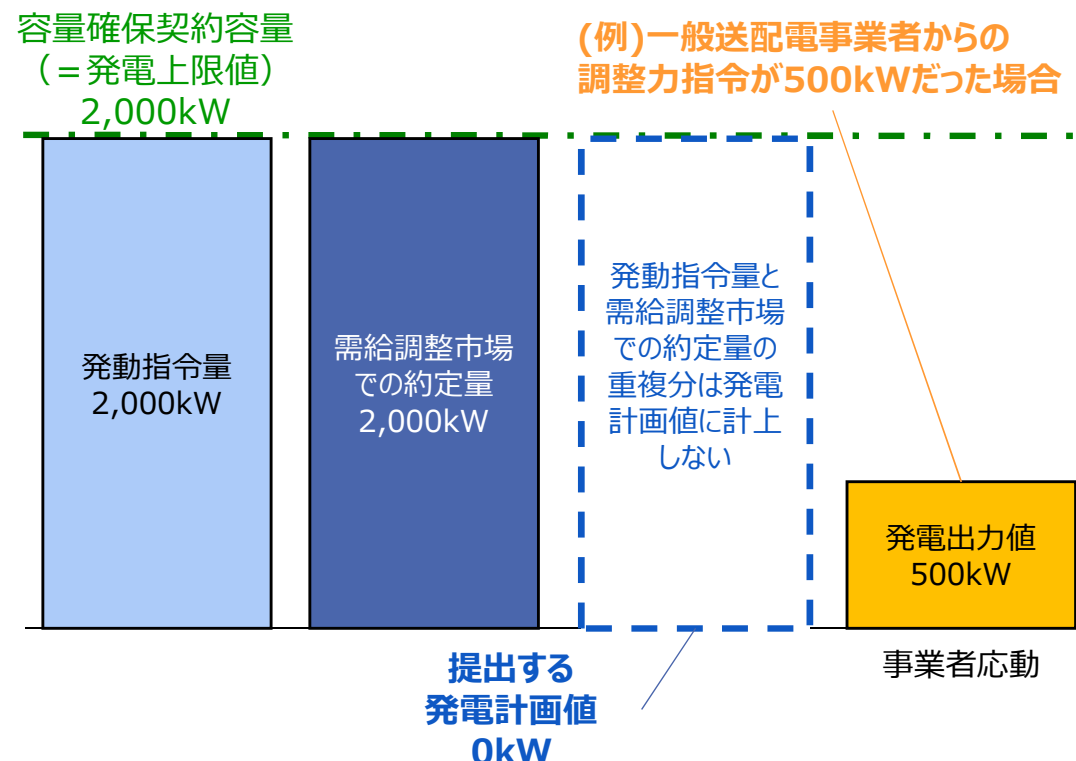 容量確保契約容量
(=発電上限値)
2,000kW
(例)一般送配電事業者からの
調整力指令が500kWだった場合
発動指令量
2,000kW
需給調整市場
での約定量
2,000kW
発動指令量と
需給調整市場
での約定量の
重複分は発電
計画値に計上
しない
発電出力値
500kW
提出する
発電計画値
0kW
事業者応動